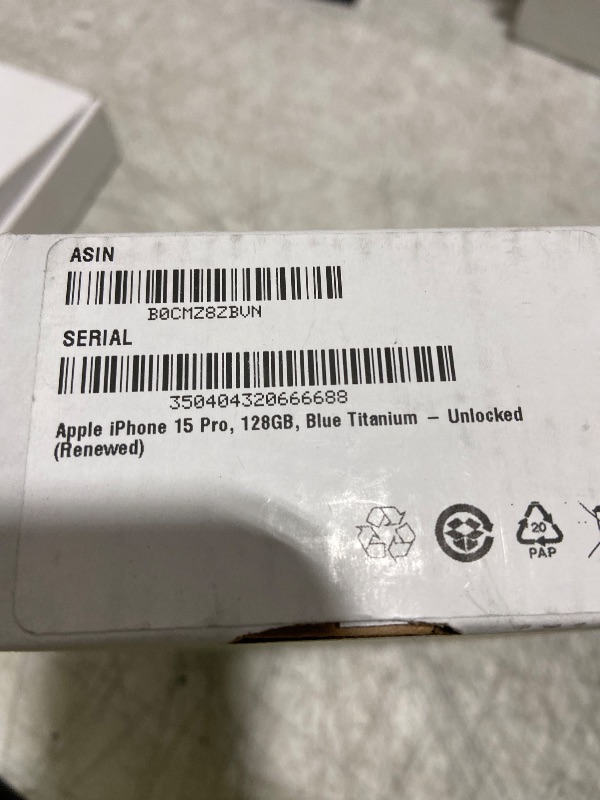 ASIN
B0CMZ8ZBVN
SERIAL
350404320666688
Apple iPhone 15 Pro, 128GB, Blue Titanium – Unlocked
(Renewed)
20
PAP